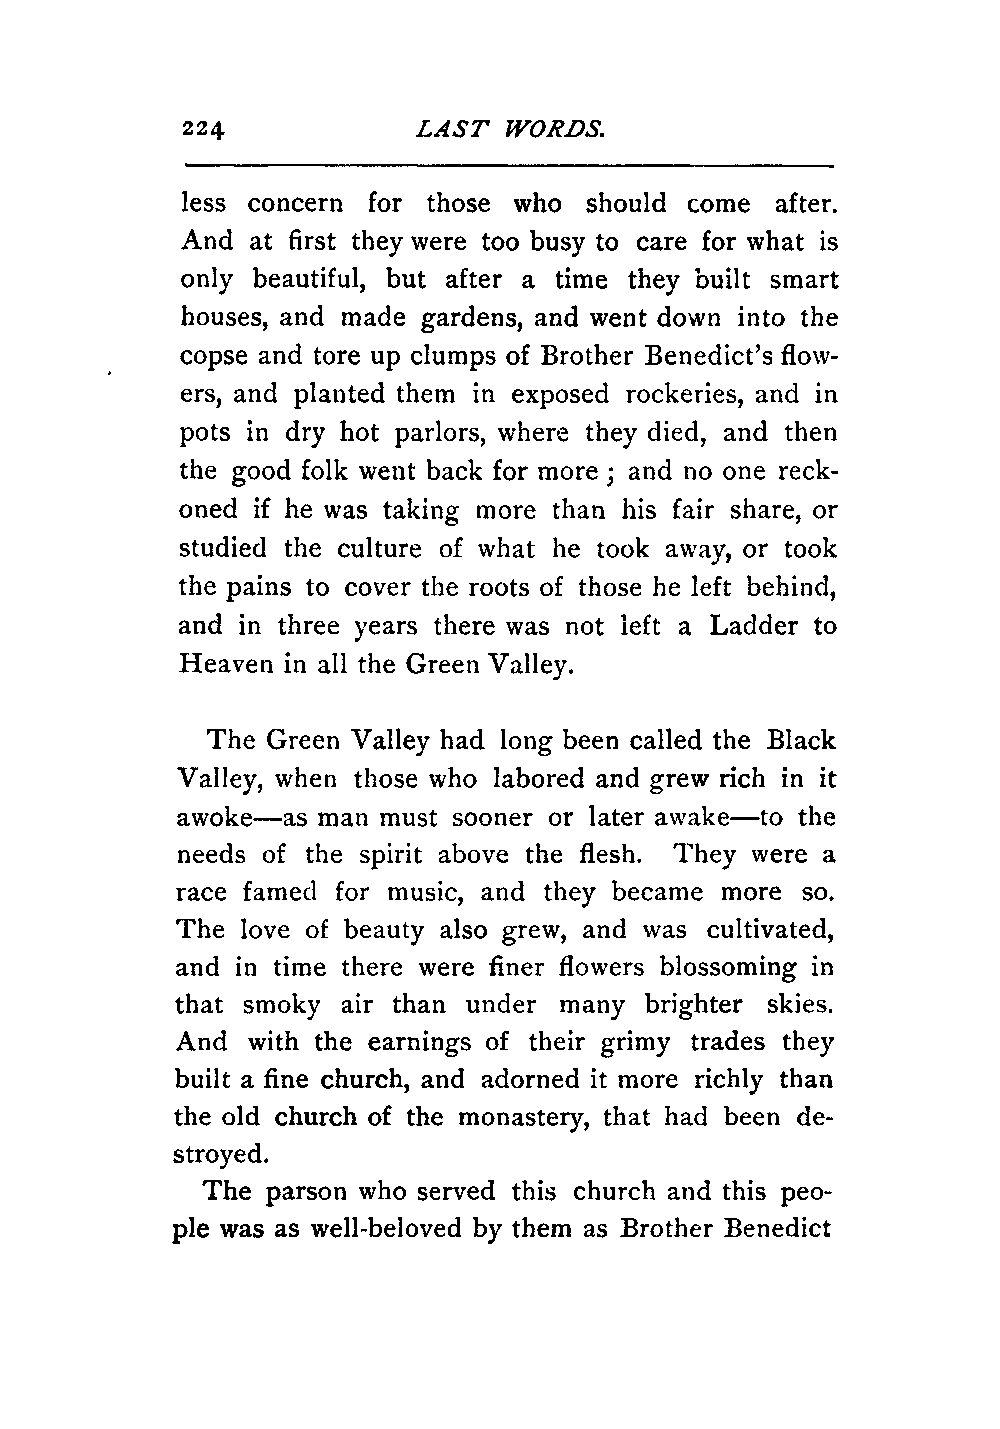 224 LAST WORDS.
less concern for those who should come after.
And at first they were too busy to care for what is
only beautiful, but after a time they built smart
houses, and made gardens, and went down into the
copse and tore up clumps of Brother Benedict's flow-
ers, and planted them in exposed rockeries, and in
pots in dry hot parlors, where they died, and then
the good folk went back for more; and no one reck-
oned if he was taking more than his fair share, or
studied the culture of what he took away, or took
the pains to cover the roots of those he left behind,
and in three years there was not left a Ladder to
Heaven in all the Green Valley.
The Green Valley had long been called the Black
Valley, when those who labored and grew rich in it
awoke—as man must sooner or later awake—to the
needs of the spirit above the flesh. They were a
race famed for music, and they became more so.
The love of beauty also grew, and was cultivated,
and in time there were finer flowers blossoming in
that smoky air than under many brighter skies.
And with the earnings of their grimy trades they
built a fine church, and adorned it more richly than
the old church of the monastery, that had been de-
stroyed.
The parson who served this church and this peo-
ple was as well-beloved by them as Brother Benedict